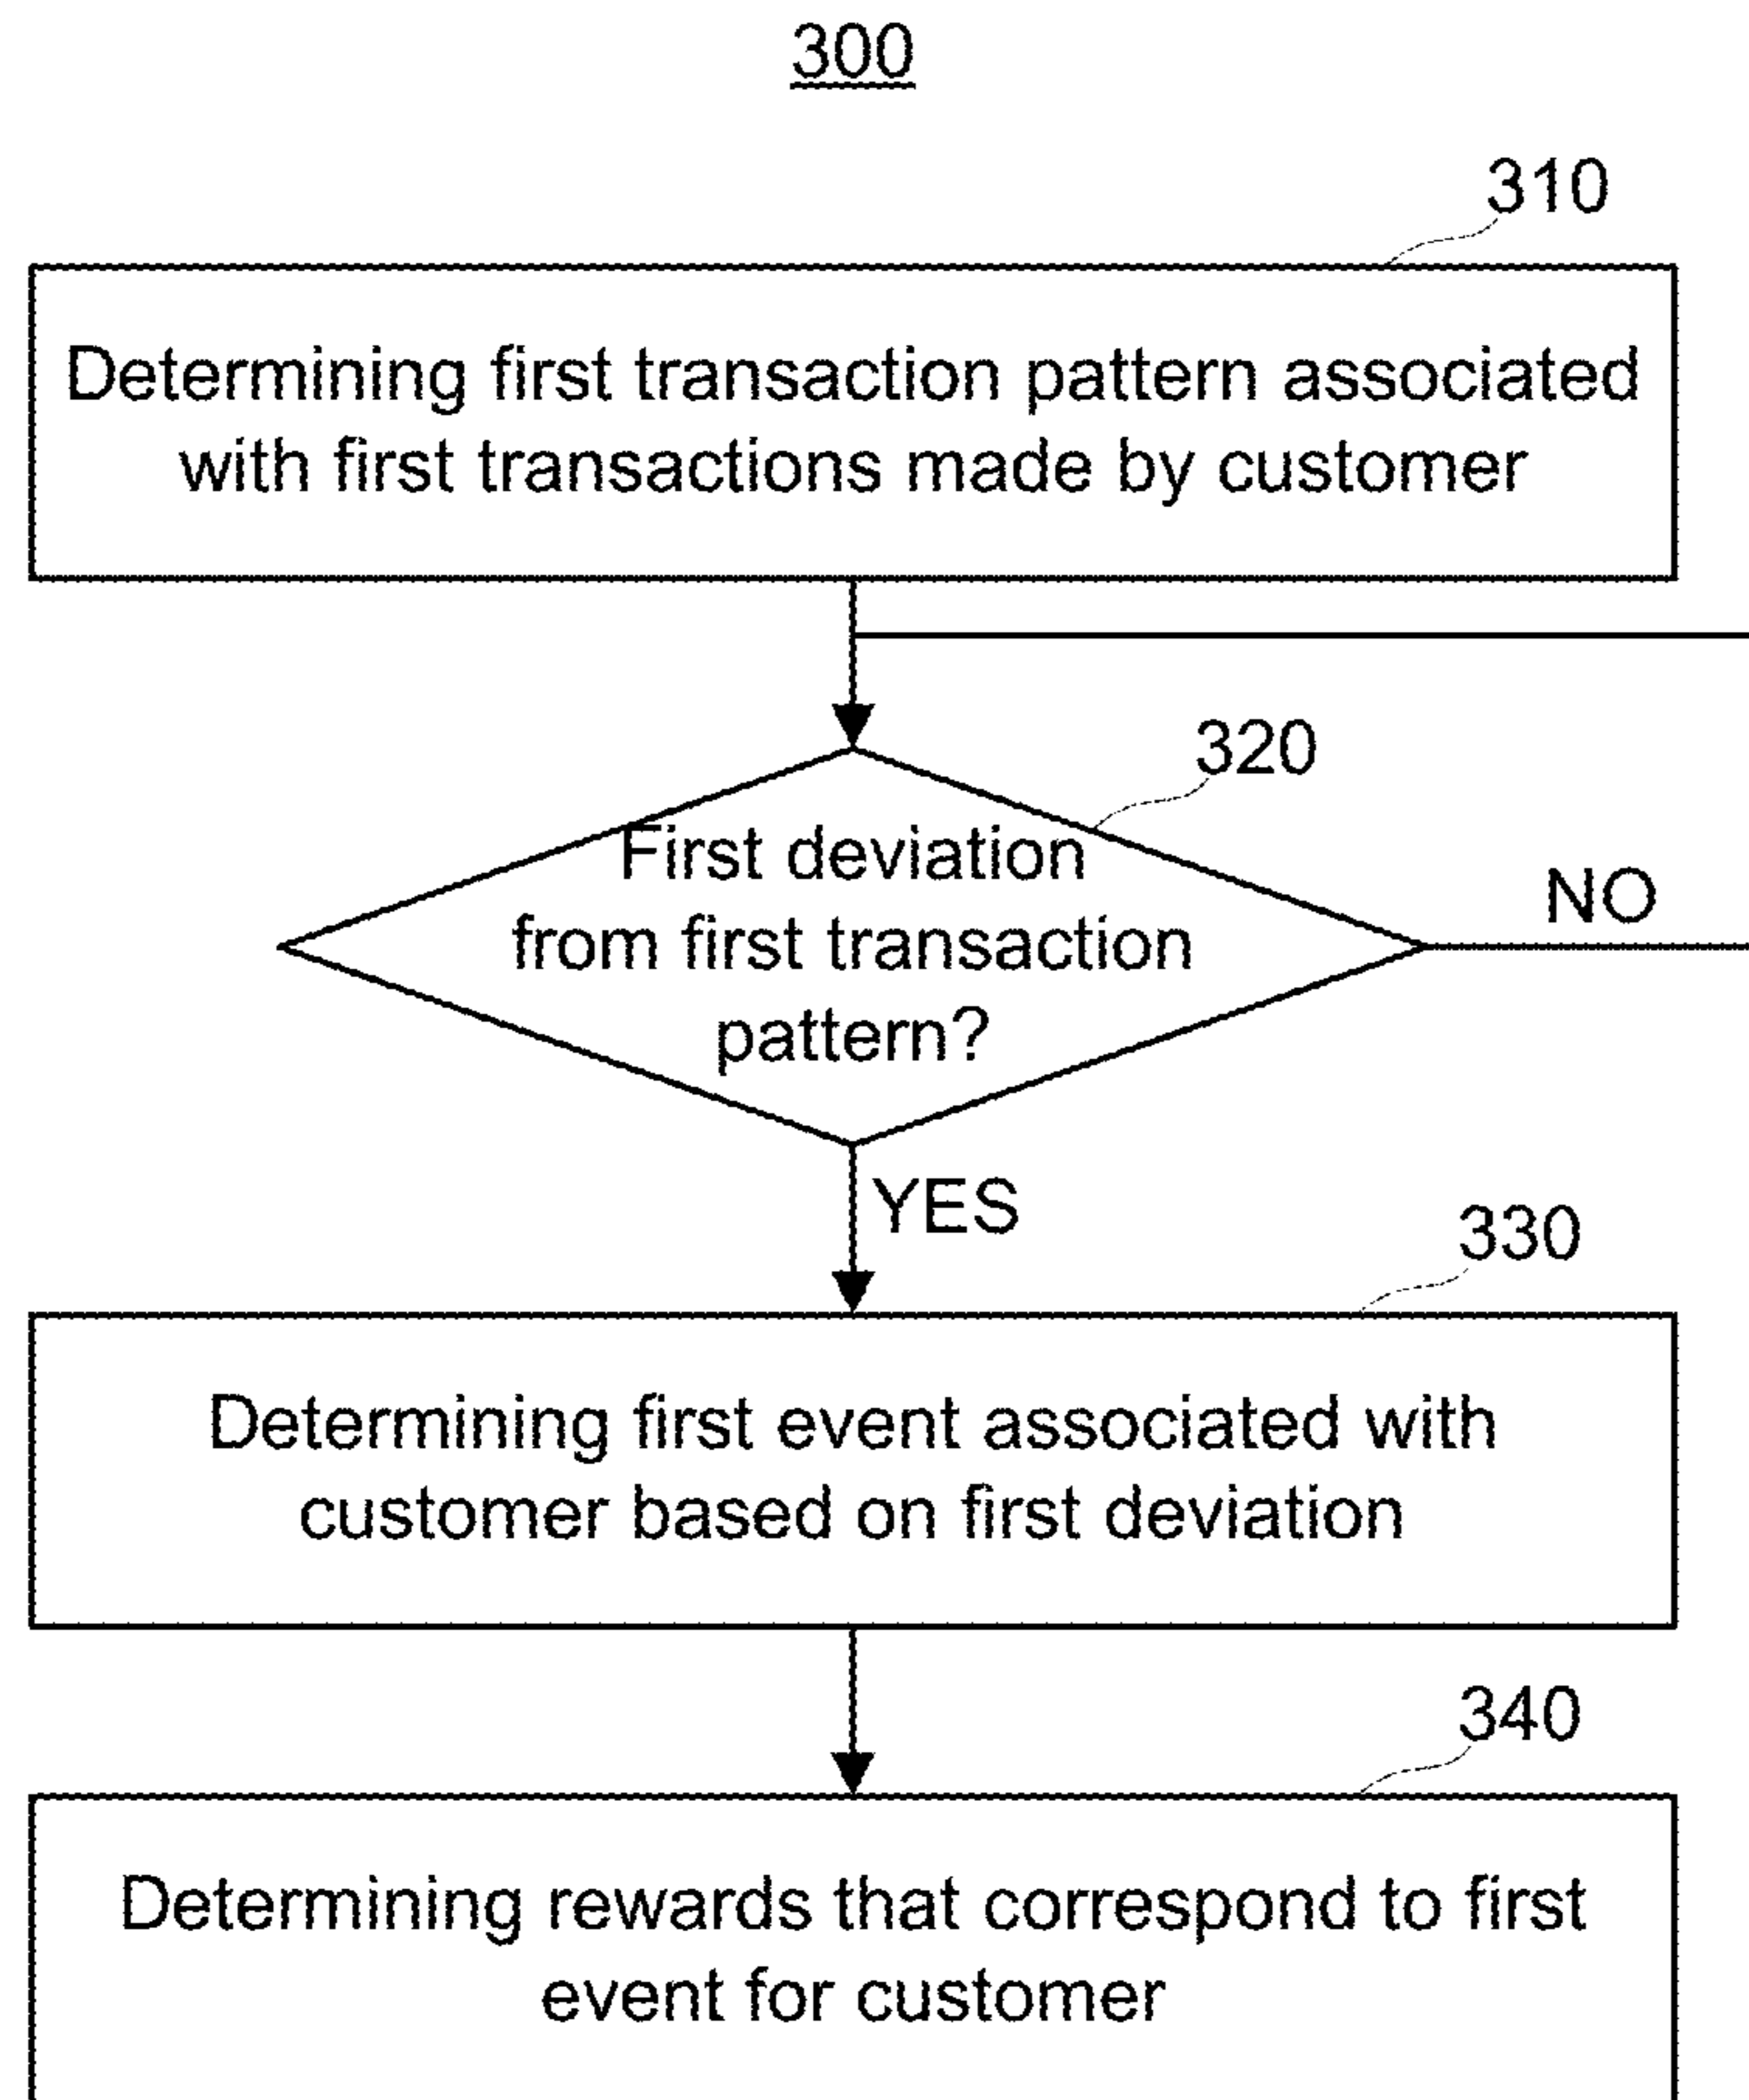 300
310
Determining first transaction pattern associated
with first transactions made by customer
320
First deviation
from first transaction
pattern?
NO
YES
330
Determining first event associated with
customer based on first deviation
340
Determining rewards that correspond to first
event for customer